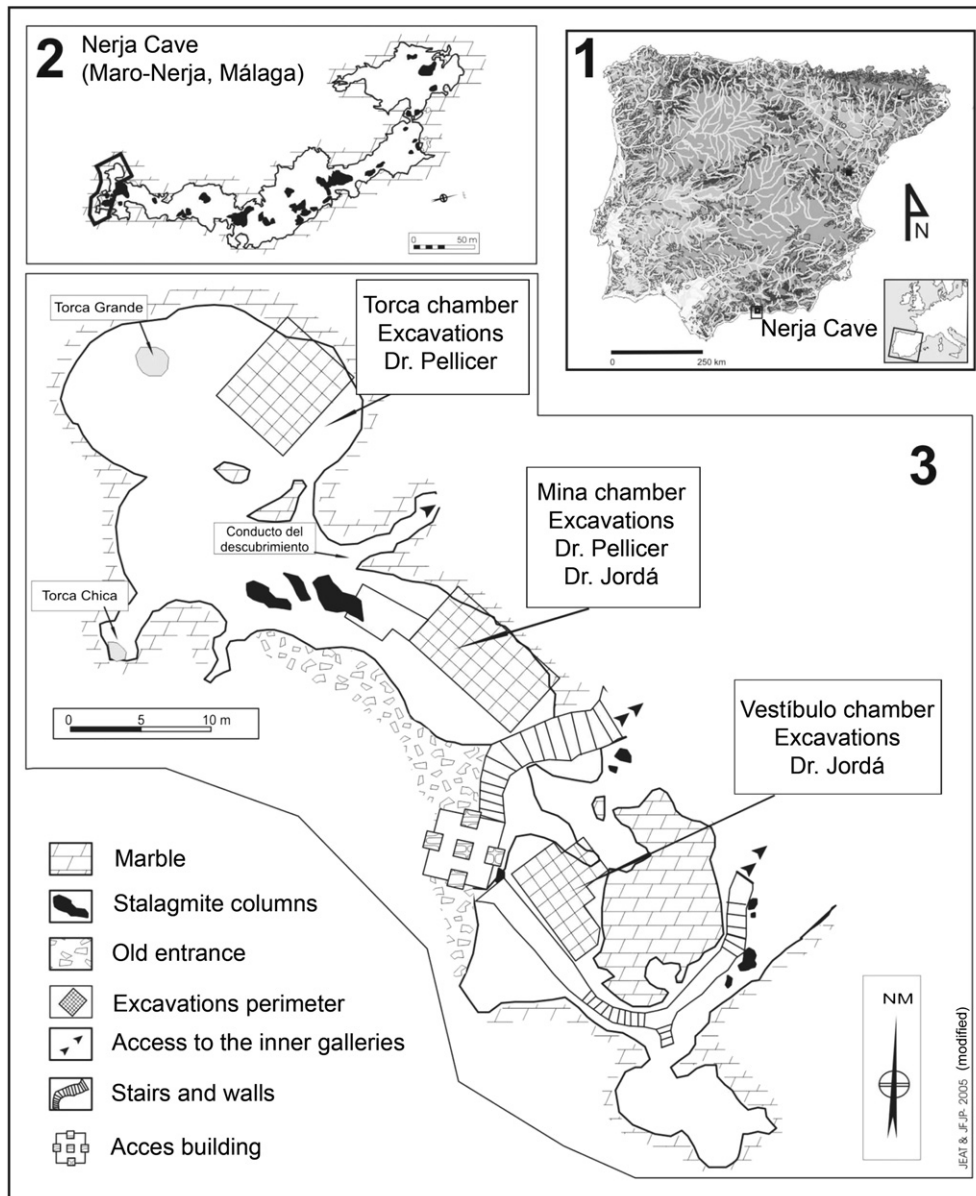 2
Nerja Cave
(Maro-Nerja, Málaga)
0 50 m
1
N
Nerja Cave
0 250 km
3
Torca Grande
Torca chamber
Excavations
Dr. Pellicer
Mina chamber
Excavations
Dr. Pellicer
Dr. Jordá
Conducto del
descubrimiento
Torca Chica
0 5 10 m
Vestíbulo chamber
Excavations
Dr. Jordá
Marble
Stalagmite columns
Old entrance
Excavations perimeter
Access to the inner galleries
Stairs and walls
Acces building
NM
JEAT & JFJP- 2005 (modified)